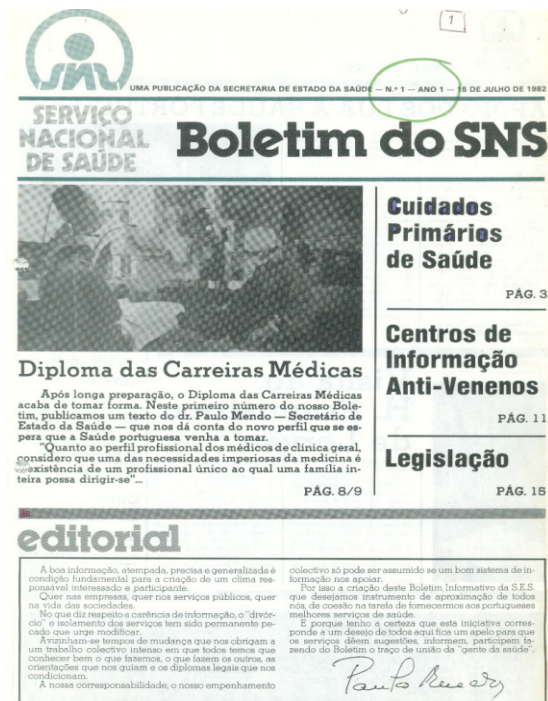 1
UMA PUBLICAÇÃO DA SECRETARIA DE ESTADO DA SAÚDE — N.º 1 — ANO 1 — 15 DE JULHO DE 1982
SERVIÇO
NACIONAL
DE SAÚDE
Boletim do SNS
Cuidados
Primários
de Saúde
PÁG. 3
Centros de
Informação
Anti-Venenos
PÁG. 11
Legislação
PÁG. 15
Diploma das Carreiras Médicas
Após longa preparação, o Diploma das Carreiras Médicas
acaba de tomar forma. Neste primeiro número do nosso Bole-
tim, publicamos um texto do dr. Paulo Mendo — Secretário de
Estado da Saúde — que nos dá conta do novo perfil que se es-
pera que a Saúde portuguesa venha a tomar.
"Quanto ao perfil profissional dos médicos de clínica geral,
considero que uma das necessidades imperiosas da medicina é
a existência de um profissional único ao qual uma família in-
teira possa dirigir-se"...
PÁG. 8/9
editorial
A boa informação, atempada, precisa e generalizada é
condição fundamental para a criação de um clima res-
ponsável interessado e participante.
Quer nas empresas, quer nos serviços públicos, quer
na vida das sociedades.
No que diz respeito a carência de informação, o "divór-
cio" e isolamento dos serviços tem sido permanente pe-
cado que urge modificar.
Avizinham-se tempos de mudança que nos obrigam a
um trabalho colectivo intenso em que todos temos que
conhecer bem o que fazemos, o que fazem os outros, as
orientações que nos guiam e os diplomas legais que nos
condicionam.
A nossa corresponsabilidade, o nosso empenhamento
colectivo só pode ser assumido se um bom sistema de in-
formação nos apoiar.
Por isso a criação deste Boletim Informativo da S.E.S.
que desejamos instrumento de aproximação de todos
nós, de coesão na tarefa de fornecermos aos portugueses
melhores serviços de saúde.
E porque tenho a certeza que esta iniciativa corres-
ponde a um desejo de todos aqui fica um apelo para que
os serviços dêem sugestões, informem, participem fa-
zendo do Boletim o traço de união da "gente da saúde".